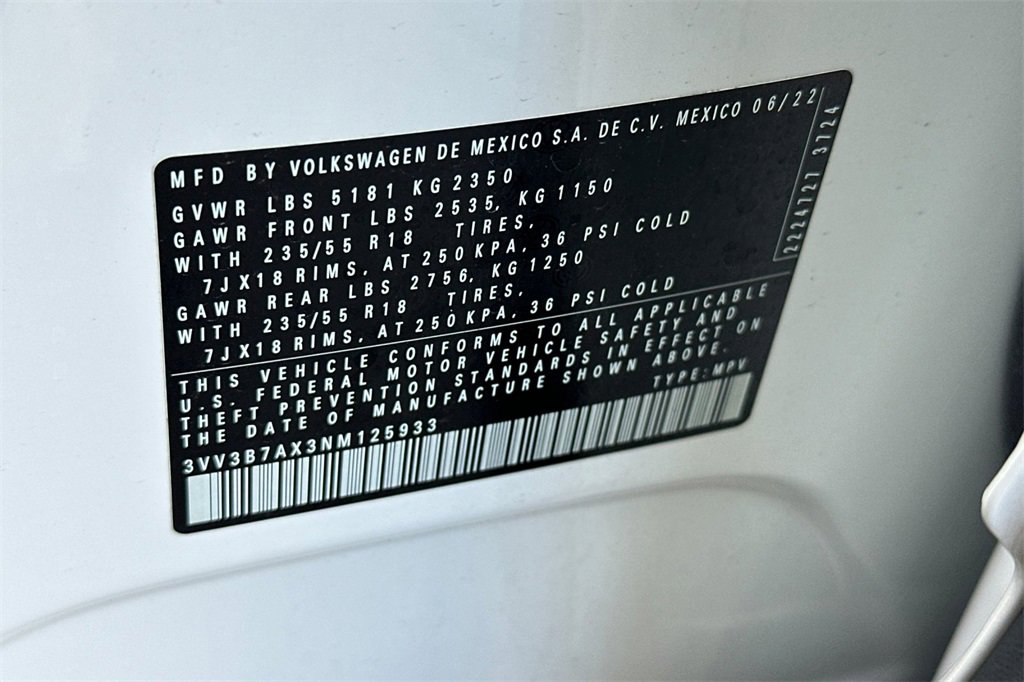 MFD BY VOLKSWAGEN DE MEXICO S.A. DE C.V. MEXICO 06/22
GVWR LBS 5181 KG 2350
GAWR FRONT LBS 2535, KG 1150
WITH 235/55 R18 TIRES,
7JX18 RIMS, AT 250 KPA, 36 PSI COLD
GAWR REAR LBS 2756, KG 1250
WITH 235/55 R18 TIRES,
7JX18 RIMS, AT 250 KPA, 36 PSI COLD
2224727 3724
THIS VEHICLE CONFORMS TO ALL APPLICABLE
U.S. FEDERAL MOTOR VEHICLE SAFETY AND
THEFT PREVENTION STANDARDS IN EFFECT ON
THE DATE OF MANUFACTURE SHOWN ABOVE.
TYPE: MPV
3VV3B7AX3NM125933